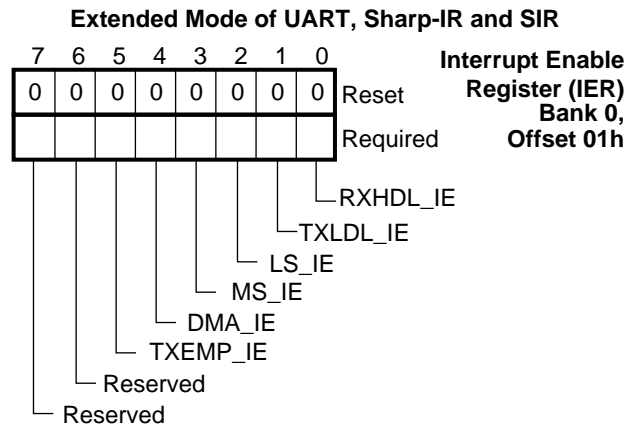 Extended Mode of UART, Sharp-IR and SIR
7 6 5 4 3 2 1 0
Interrupt Enable
Register (IER)
Bank 0,
Offset 01h
0 0 0 0 0 0 0 0 Reset
Required
RXHDL_IE
TXLDL_IE
LS_IE
MS_IE
DMA_IE
TXEMP_IE
Reserved
Reserved